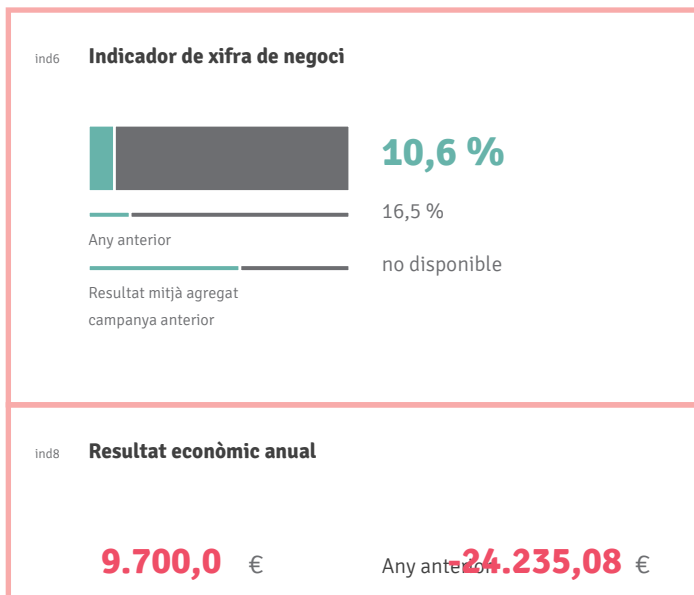 ind6 Indicador de xifra de negoci
10,6 %
16,5 %
Any anterior
no disponible
Resultat mitjà agregat
campanya anterior
ind8 Resultat econòmic anual
9.700,0 € Any anterior -24.235,08 €